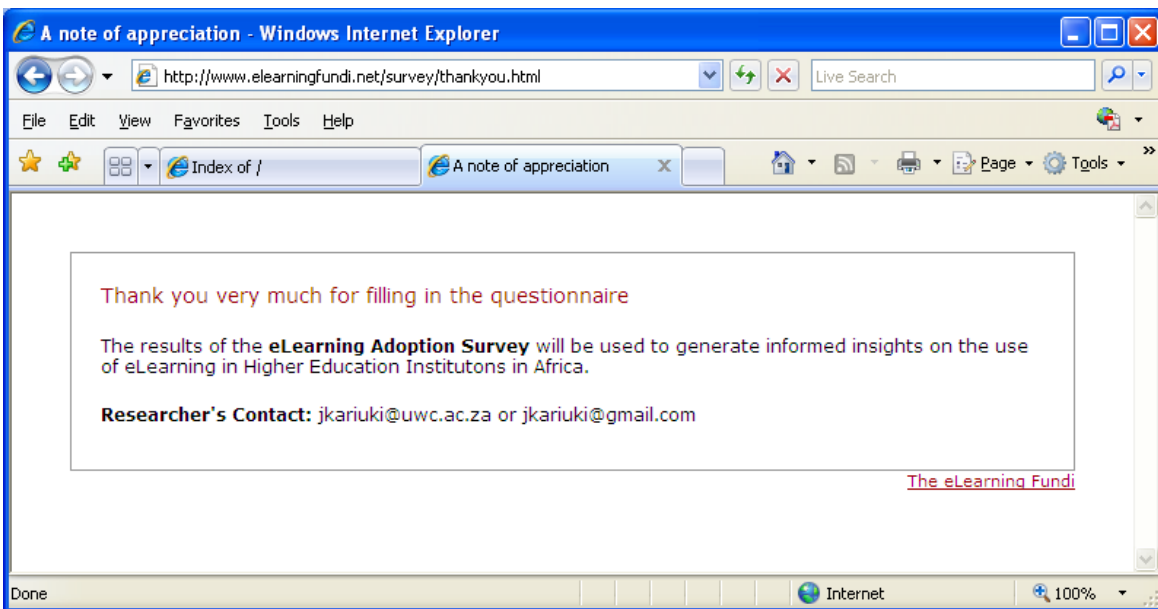 A note of appreciation - Windows Internet Explorer
http://www.elearningfundi.net/survey/thankyou.html Live Search
File Edit View Favorites Tools Help
Index of / A note of appreciation Page Tools
Thank you very much for filling in the questionnaire
The results of the eLearning Adoption Survey will be used to generate informed insights on the use
of eLearning in Higher Education Institutons in Africa.
Researcher's Contact: jkariuki@uwc.ac.za or jkariuki@gmail.com
The eLearning Fundi
Done Internet 100%